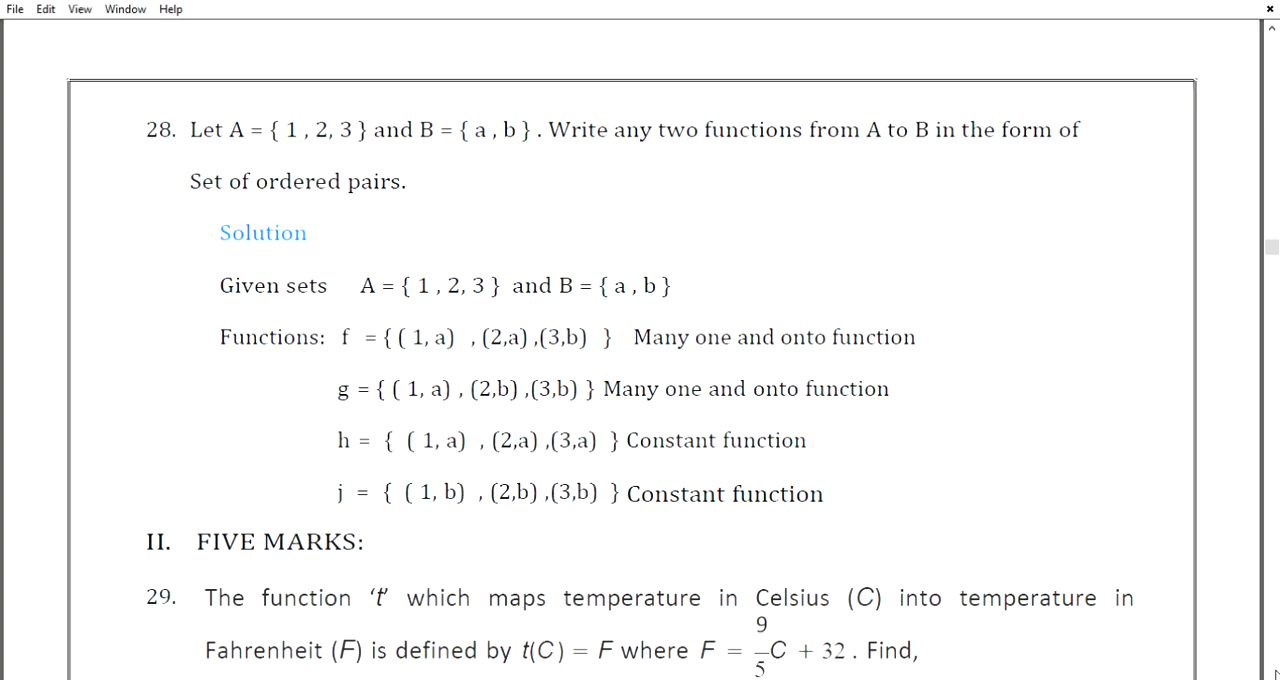 File Edit View Window Help
28. Let A = { 1 , 2, 3 } and B = { a , b } . Write any two functions from A to B in the form of
Set of ordered pairs.
Solution
Given sets A = { 1 , 2, 3 } and B = { a , b }
Functions: f = { ( 1, a) , (2,a) ,(3,b) } Many one and onto function
g = { ( 1, a) , (2,b) ,(3,b) } Many one and onto function
h = { ( 1, a) , (2,a) ,(3,a) } Constant function
j = { ( 1, b) , (2,b) ,(3,b) } Constant function
II. FIVE MARKS:
29. The function ‘t’ which maps temperature in Celsius (C) into temperature in
Fahrenheit (F) is defined by t(C) = F where F = 9/5 C + 32 . Find,